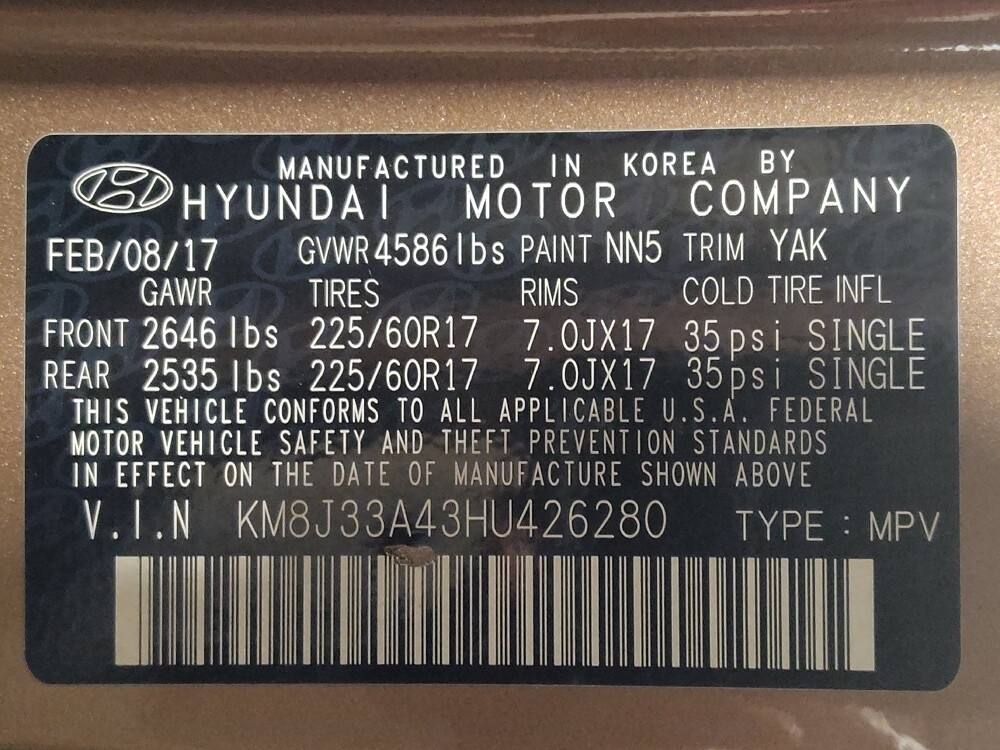 MANUFACTURED IN KOREA BY
HYUNDAI MOTOR COMPANY
FEB/08/17 GVWR 4586lbs PAINT NN5 TRIM YAK
GAWR TIRES RIMS COLD TIRE INFL
FRONT 2646 lbs 225/60R17 7.0JX17 35psi SINGLE
REAR 2535 lbs 225/60R17 7.0JX17 35psi SINGLE
THIS VEHICLE CONFORMS TO ALL APPLICABLE U.S.A. FEDERAL
MOTOR VEHICLE SAFETY AND THEFT PREVENTION STANDARDS
IN EFFECT ON THE DATE OF MANUFACTURE SHOWN ABOVE
V.I.N KM8J33A43HU426280 TYPE : MPV